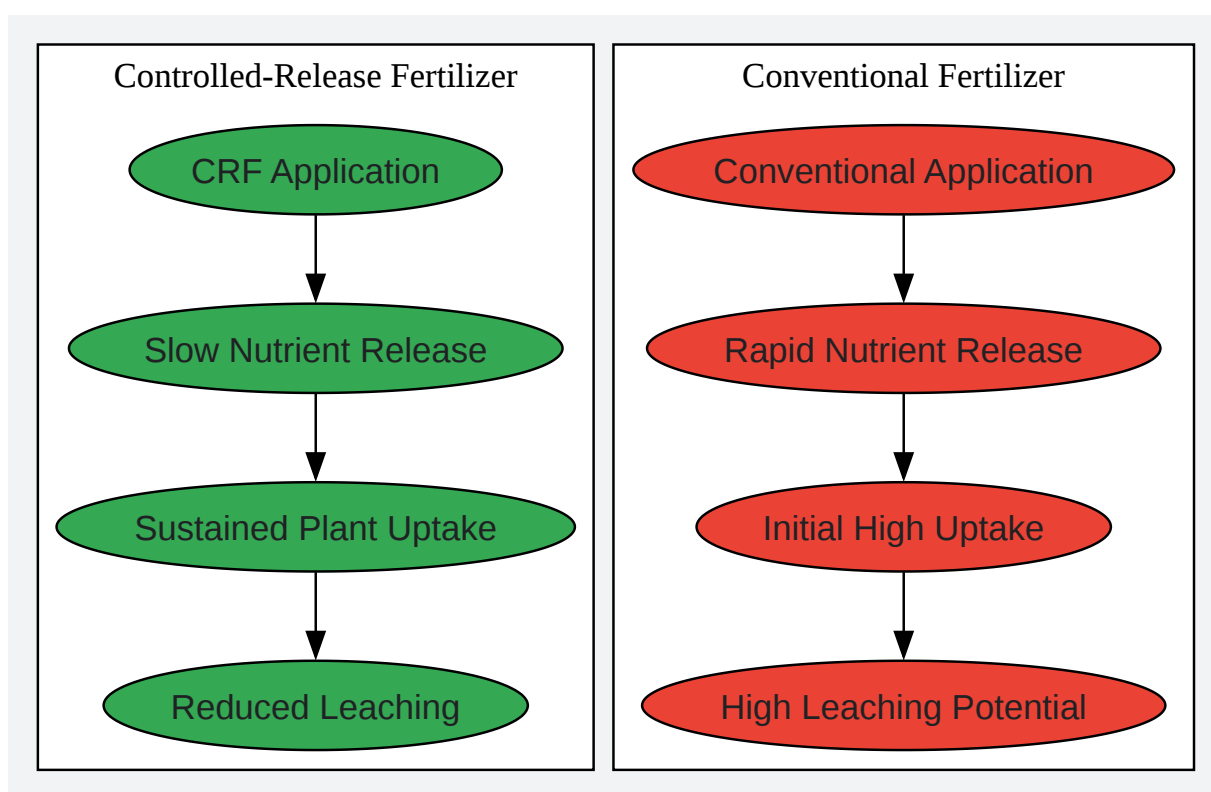 Controlled-Release Fertilizer
CRF Application
Slow Nutrient Release
Sustained Plant Uptake
Reduced Leaching
Conventional Fertilizer
Conventional Application
Rapid Nutrient Release
Initial High Uptake
High Leaching Potential